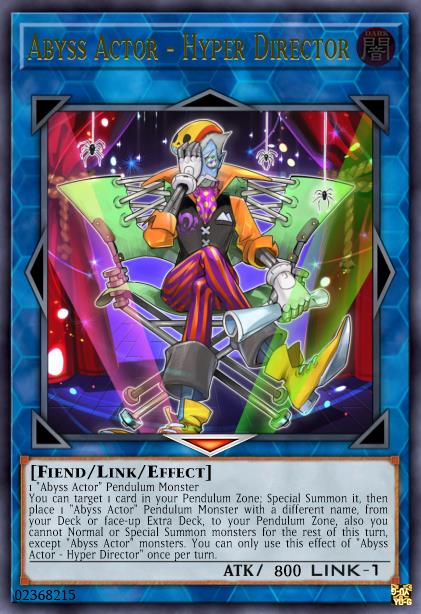 Abyss Actor - Hyper Director
DARK
闇
[Fiend/Link/Effect]
1 "Abyss Actor" Pendulum Monster
You can target 1 card in your Pendulum Zone; Special Summon it, then
place 1 "Abyss Actor" Pendulum Monster with a different name, from
your Deck or face-up Extra Deck, to your Pendulum Zone, also you
cannot Normal or Special Summon monsters for the rest of this turn,
except "Abyss Actor" monsters. You can only use this effect of "Abyss
Actor - Hyper Director" once per turn.
ATK/ 800 LINK-1
02368215